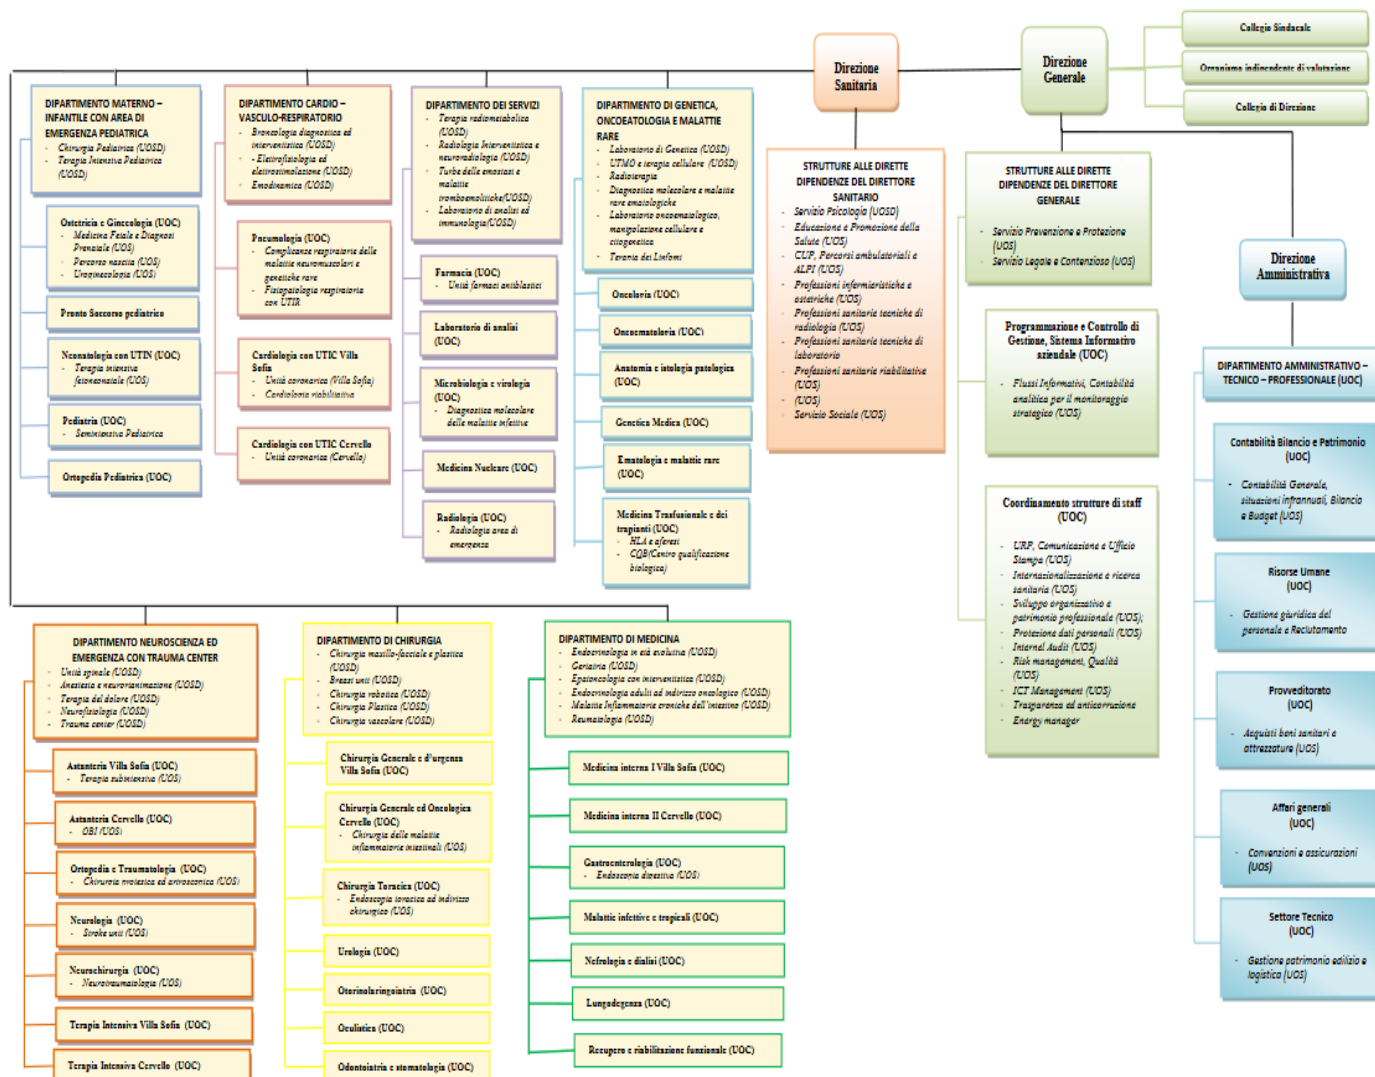 Collegio Sindacale
Organismo indipendente di valutazione
Collegio di Direzione
Direzione
Generale
Direzione
Sanitaria
DIPARTIMENTO MATERNO –
INFANTILE CON AREA DI
EMERGENZA PEDIATRICA
- Chirurgia Pediatrica (UOSD)
- Terapia Intensiva Pediatrica
(UOSD)
Ostetricia e Ginecologia (UOC)
- Medicina Fetale e Diagnosi
Prenatale (UOS)
- Percorso nascita (UOS)
- Uroginecologia (UOS)
Pronto Soccorso pediatrico
Neonatologia con UTIN (UOC)
- Terapia intensiva
fetoneonatale (UOS)
Pediatria (UOC)
- Semintensiva Pediatrica
Ortopedia Pediatrica (UOC)
DIPARTIMENTO CARDIO –
VASCULO-RESPIRATORIO
- Broncologia diagnostica ed
interventistica (UOSD)
- - Elettrofisiologia ed
elettrostimolazione (UOSD)
- Emodinamica (UOSD)
Pneumologia (UOC)
- Complicanze respiratorie delle
malattie neuromuscolari e
genetiche rare
- Fisiopatologia respiratoria
con UTIR
Cardiologia con UTIC Villa
Sofia
- Unità coronarica (Villa Sofia)
- Cardiologia riabilitativa
Cardiologia con UTIC Cervello
- Unità coronarica (Cervello)
DIPARTIMENTO DEI SERVIZI
- Terapia radiometabolica
(UOSD)
- Radiologia Interventistica e
neuroradiologia (UOSD)
- Turbe delle emostasi e
malattie
tromboemolitiche(UOSD)
- Laboratorio di analisi ed
immunologia(UOSD)
Farmacia (UOC)
- Unità farmaci antiblastici
Laboratorio di analisi
(UOC)
Microbiologia e virologia
(UOC)
- Diagnostica molecolare
delle malattie infettive
Medicina Nucleare (UOC)
Radiologia (UOC)
- Radiologia area di
emergenza
DIPARTIMENTO DI GENETICA,
ONCOEATOLOGIA E MALATTIE
RARE
- Laboratorio di Genetica (UOSD)
- UTMO e terapia cellulare (UOSD)
- Radioterapia
- Diagnostica molecolare e malattie
rare ematologiche
- Laboratorio oncoematologico,
manipolazione cellulare e
citogenetica
- Terapia dei Linfomi
Oncologia (UOC)
Oncoematologia (UOC)
Anatomia e istologia patologica
(UOC)
Genetica Medica (UOC)
Ematologia e malattie rare
(UOC)
Medicina Trasfusionale e dei
trapianti (UOC)
- HLA e aferesi
- CQB(Centro qualificazione
biologica)
STRUTTURE ALLE DIRETTE
DIPENDENZE DEL DIRETTORE
SANITARIO
- Servizio Psicologia (UOSD)
- Educazione e Promozione della
Salute (UOS)
- CUP, Percorsi ambulatoriali e
ALPI (UOS)
- Professioni infermieristiche e
ostetriche (UOS)
- Professioni sanitarie tecniche di
radiologia (UOS)
- Professioni sanitarie tecniche di
laboratorio
- Professioni sanitarie riabilitative
(UOS)
- (UOS)
- Servizio Sociale (UOS)
STRUTTURE ALLE DIRETTE
DIPENDENZE DEL DIRETTORE
GENERALE
- Servizio Prevenzione e Protezione
(UOS)
- Servizio Legale e Contenzioso (UOS)
Programmazione e Controllo di
Gestione, Sistema Informativo
aziendale (UOC)
- Flussi Informativi, Contabilità
analitica per il monitoraggio
strategico (UOS)
Coordinamento strutture di staff
(UOC)
- URP, Comunicazione e Ufficio
Stampa (UOS)
- Internazionalizzazione e ricerca
sanitaria (UOS)
- Sviluppo organizzativo e
patrimonio professionale (UOS);
- Protezione dati personali (UOS)
- Internal Audit (UOS)
- Risk management, Qualità
(UOS)
- ICT Management (UOS)
- Trasparenza ed anticorruzione
- Energy manager
Direzione
Amministrativa
DIPARTIMENTO AMMINISTRATIVO –
TECNICO – PROFESSIONALE (UOC)
Contabilità Bilancio e Patrimonio
(UOC)
- Contabilità Generale,
situazioni infrannuali, Bilancio
e Budget (UOS)
Risorse Umane
(UOC)
- Gestione giuridica del
personale e Reclutamento
Provveditorato
(UOC)
- Acquisti beni sanitari e
attrezzature (UOS)
Affari generali
(UOC)
- Convenzioni e assicurazioni
(UOS)
Settore Tecnico
(UOC)
- Gestione patrimonio edilizio e
logistica (UOS)
DIPARTIMENTO NEUROSCIENZA ED
EMERGENZA CON TRAUMA CENTER
- Unità spinale (UOSD)
- Anestesia e neurorianimazione (UOSD)
- Terapia del dolore (UOSD)
- Neurofisiologia (UOSD)
- Trauma center (UOSD)
Astanteria Villa Sofia (UOC)
- Terapia subintensiva (UOS)
Astanteria Cervello (UOC)
- OBI (UOS)
Ortopedia e Traumatologia (UOC)
- Chirurgia protesica ed artroscopica (UOS)
Neurologia (UOC)
- Stroke unit (UOS)
Neurochirurgia (UOC)
- Neurotraumatologia (UOS)
Terapia Intensiva Villa Sofia (UOC)
Terapia Intensiva Cervello (UOC)
DIPARTIMENTO DI CHIRURGIA
- Chirurgia maxillo-facciale e plastica
(UOSD)
- Breast unit (UOSD)
- Chirurgia robotica (UOSD)
- Chirurgia Plastica (UOSD)
- Chirurgia vascolare (UOSD)
Chirurgia Generale e d'urgenza
Villa Sofia (UOC)
Chirurgia Generale ed Oncologica
Cervello (UOC)
- Chirurgia delle malattie
infiammatorie intestinali (UOS)
Chirurgia Toracica (UOC)
- Endoscopia toracica ad indirizzo
chirurgico (UOS)
Urologia (UOC)
Otorinolaringoiatria (UOC)
Oculistica (UOC)
Odontoiatria e stomatologia (UOC)
DIPARTIMENTO DI MEDICINA
- Endocrinologia in età evolutiva (UOSD)
- Geriatria (UOSD)
- Epatoncologia con interventistica (UOSD)
- Endocrinologia adulti ad indirizzo oncologico (UOSD)
- Malattie Infiammatorie croniche dell'intestino (UOSD)
- Reumatologia (UOSD)
Medicina interna I Villa Sofia (UOC)
Medicina interna II Cervello (UOC)
Gastroenterologia (UOC)
- Endoscopia digestiva (UOS)
Malattie infettive e tropicali (UOC)
Nefrologia e dialisi (UOC)
Lungodegenza (UOC)
Recupero e riabilitazione funzionale (UOC)